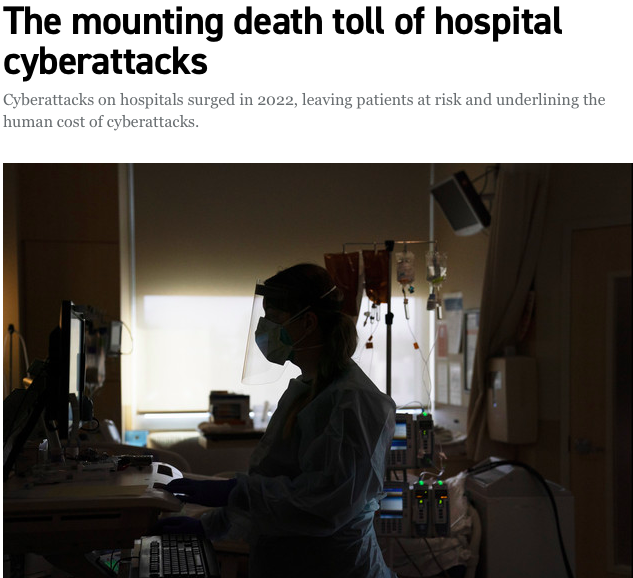 The mounting death toll of hospital
cyberattacks
Cyberattacks on hospitals surged in 2022, leaving patients at risk and underlining the
human cost of cyberattacks.